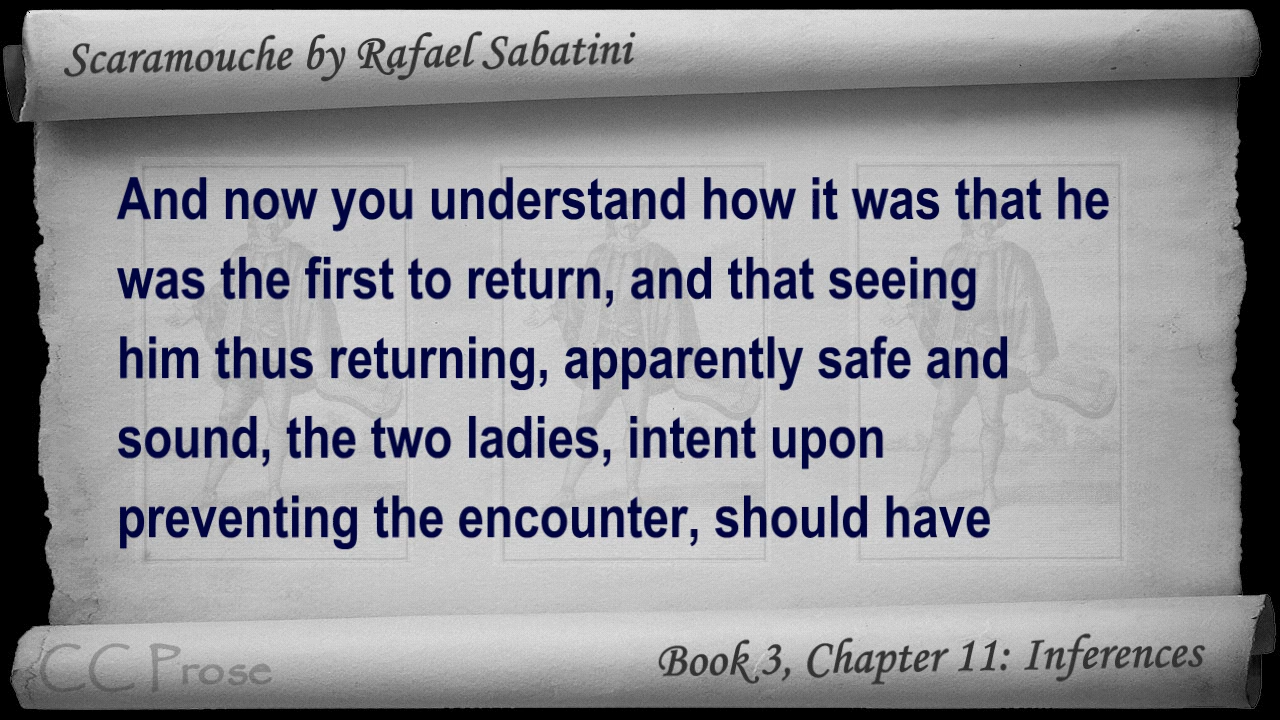 Scaramouche by Rafael Sabatini
And now you understand how it was that he
was the first to return, and that seeing
him thus returning, apparently safe and
sound, the two ladies, intent upon
preventing the encounter, should have
CC Prose
Book 3, Chapter 11: Inferences